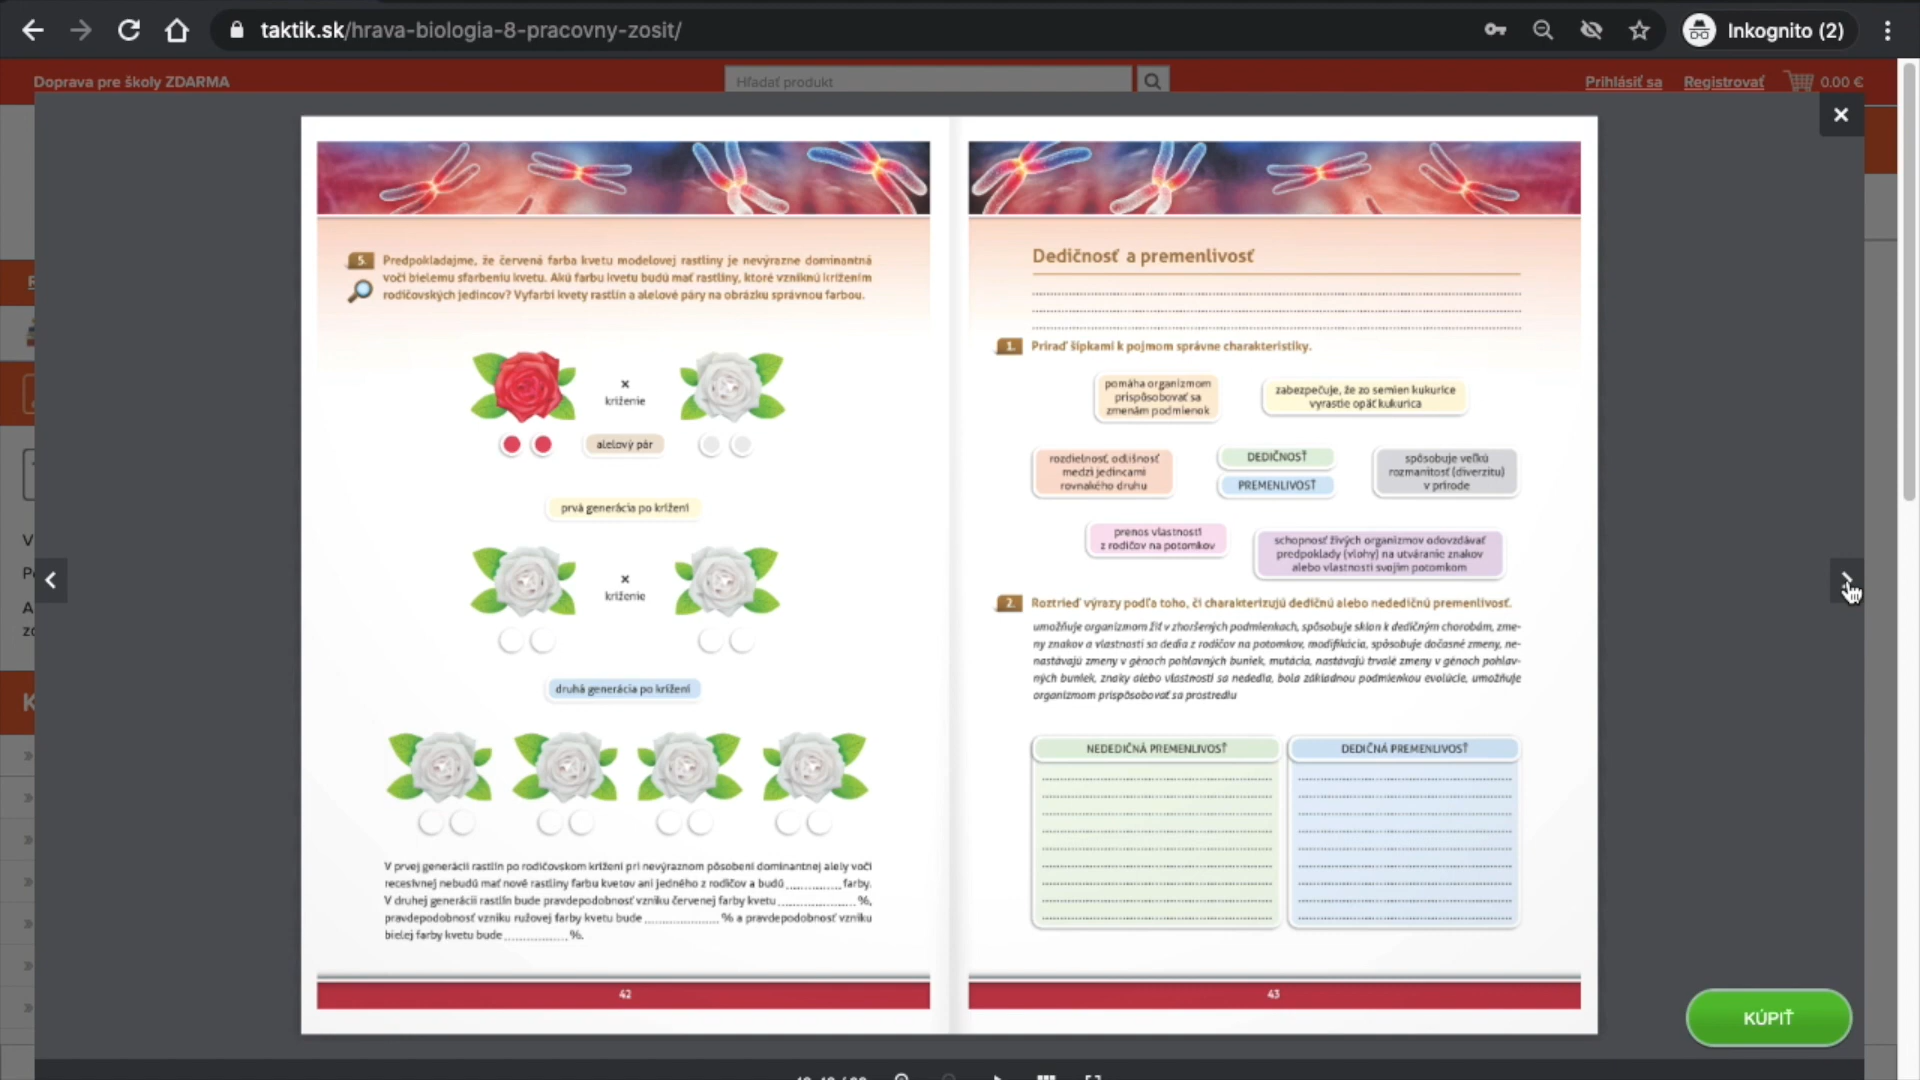 taktik.sk/hrava-biologia-8-pracovny-zosit/
Inkognito (2)
Doprava pre školy ZDARMA
Hľadať produkt
Prihlásiť sa
Registrovať
0.00 €
5.
Predpokladajme, že červená farba kvetu modelovej rastliny je nevýrazne dominantná
voči bielemu sfarbeniu kvetu. Akú farbu kvetu budú mať rastliny, ktoré vzniknú krížením
rodičovských jedincov? Vyfarbi kvety rastlín a alelové páry na obrázku správnou farbou.
x
kríženie
alelový pár
prvá generácia po krížení
x
kríženie
druhá generácia po krížení
V prvej generácii rastlín po rodičovskom krížení pri nevýraznom pôsobení dominantnej alely voči
recesívnej nebudú mať nové rastliny farbu kvetov ani jedného z rodičov a budú ............... farby.
V druhej generácii rastlín bude pravdepodobnosť vzniku červenej farby kvetu .................... %,
pravdepodobnosť vzniku ružovej farby kvetu bude ................... % a pravdepodobnosť vzniku
bielej farby kvetu bude ................ %.
42
Dedičnosť a premenlivosť
1.
Priraď šípkami k pojmom správne charakteristiky.
pomáha organizmom
prispôsobovať sa
zmenám podmienok
zabezpečuje, že zo semien kukurice
vyrastie opäť kukurica
rozdielnosť, odlišnosť
medzi jedincami
rovnakého druhu
DEDIČNOSŤ
PREMENLIVOSŤ
spôsobuje veľkú
rozmanitosť (diverzitu)
v prírode
prenos vlastností
z rodičov na potomkov
schopnosť živých organizmov odovzdávať
predpoklady (vlohy) na utváranie znakov
alebo vlastností svojim potomkom
2.
Roztrieď výrazy podľa toho, či charakterizujú dedičnú alebo nededičnú premenlivosť.
umožňuje organizmom žiť v zhoršených podmienkach, spôsobuje sklon k dedičným chorobám, zme-
ny znakov a vlastností sa dedia z rodičov na potomkov, modifikácia, spôsobuje dočasné zmeny, ne-
nastávajú zmeny v génoch pohlavných buniek, mutácia, nastávajú trvalé zmeny v génoch pohlav-
ných buniek, znaky alebo vlastnosti sa nededia, bola základnou podmienkou evolúcie, umožňuje
organizmom prispôsobovať sa prostrediu
NEDEDIČNÁ PREMENLIVOSŤ
DEDIČNÁ PREMENLIVOSŤ
43
KÚPIŤ